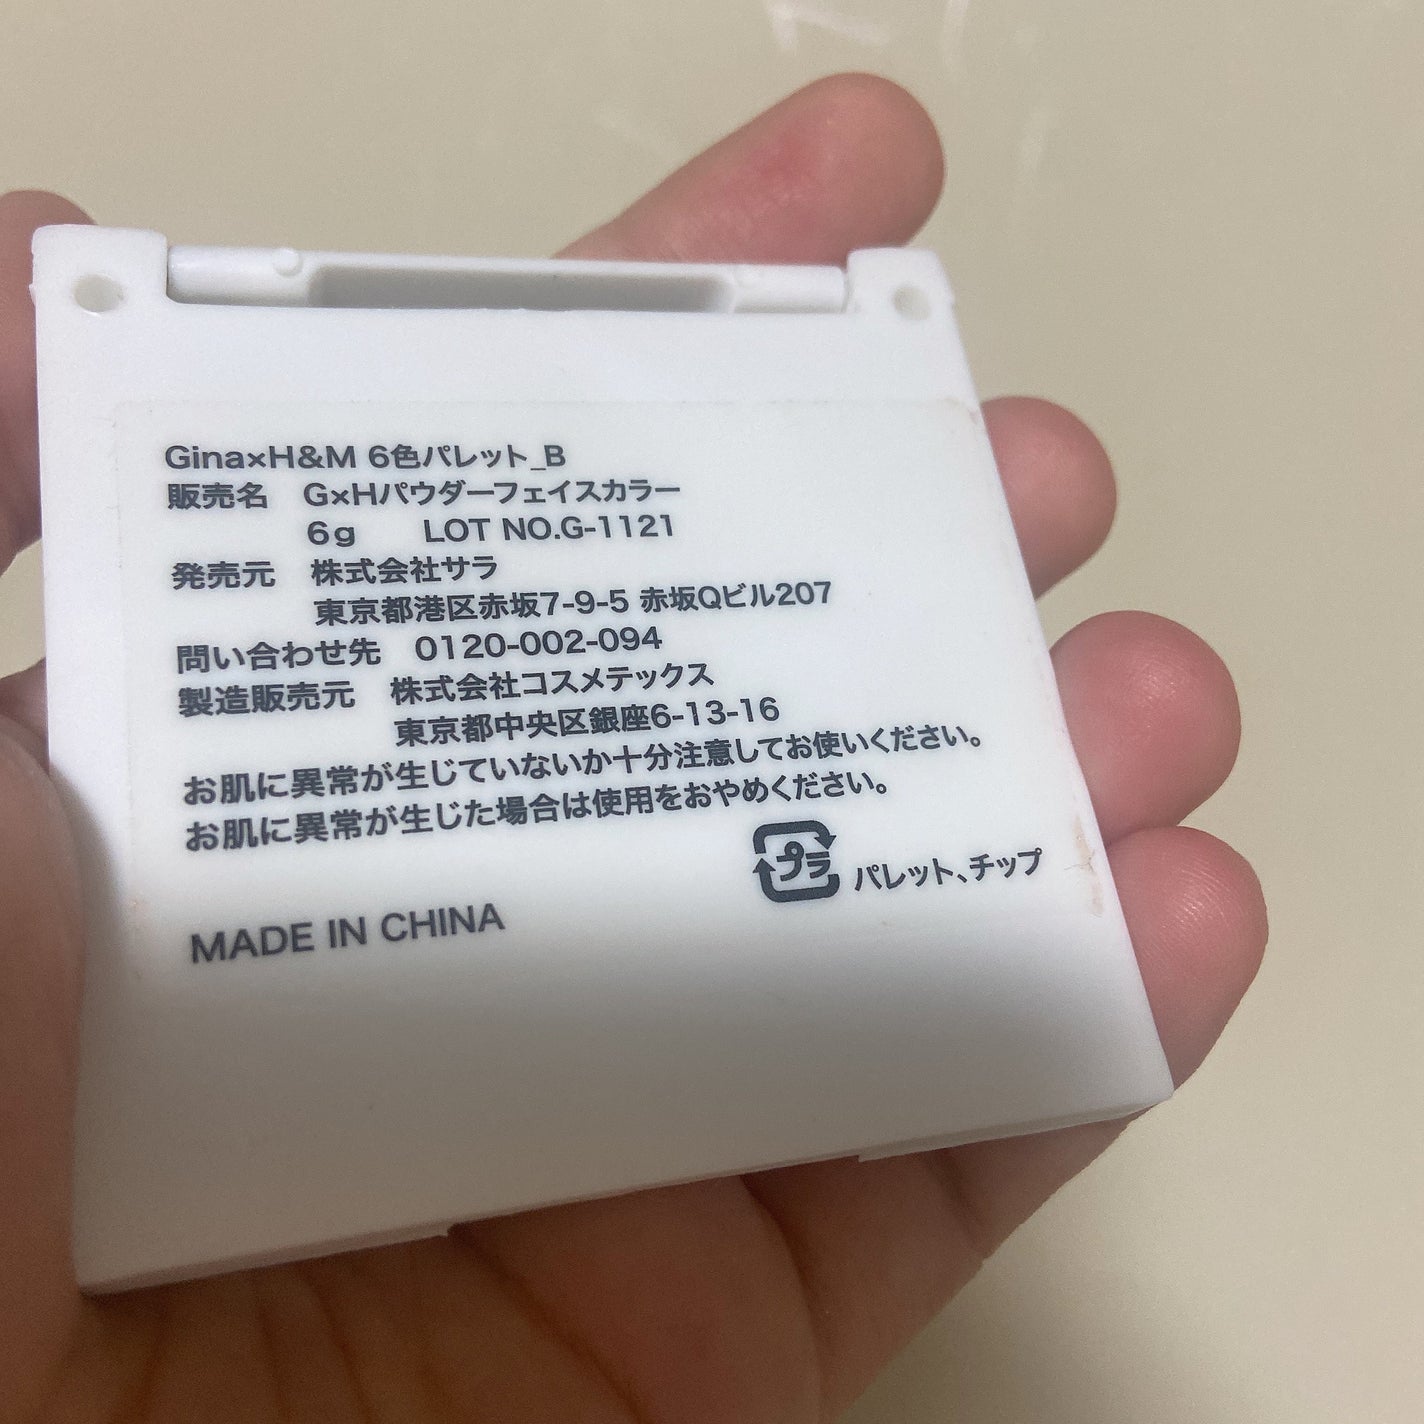 Gina×H&M 6色パレット_B
販売名 G×Hパウダーフェイスカラー
6g LOT NO.G-1121
発売元 株式会社サラ
東京都港区赤坂7-9-5 赤坂Qビル207
問い合わせ先 0120-002-094
製造販売元 株式会社コスメテックス
東京都中央区銀座6-13-16
お肌に異常が生じていないか十分注意してお使いください。
お肌に異常が生じた場合は使用をおやめください。
プラ パレット、チップ
MADE IN CHINA